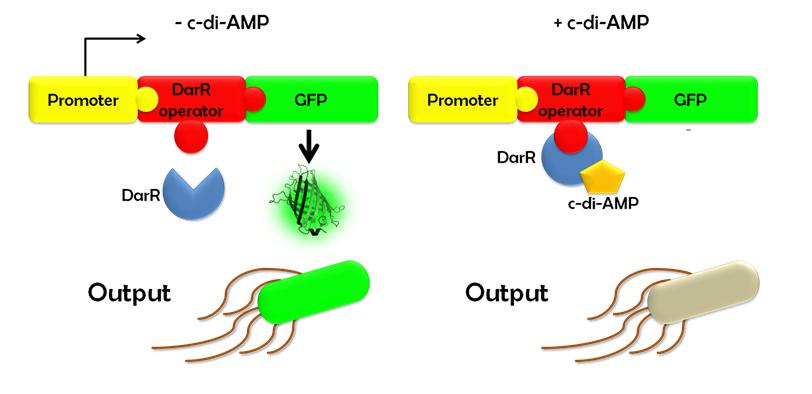 - c-di-AMP
+ c-di-AMP
Promoter
DarR
operator
GFP
Promoter
DarR
operator
GFP
DarR
DarR
c-di-AMP
Output
Output